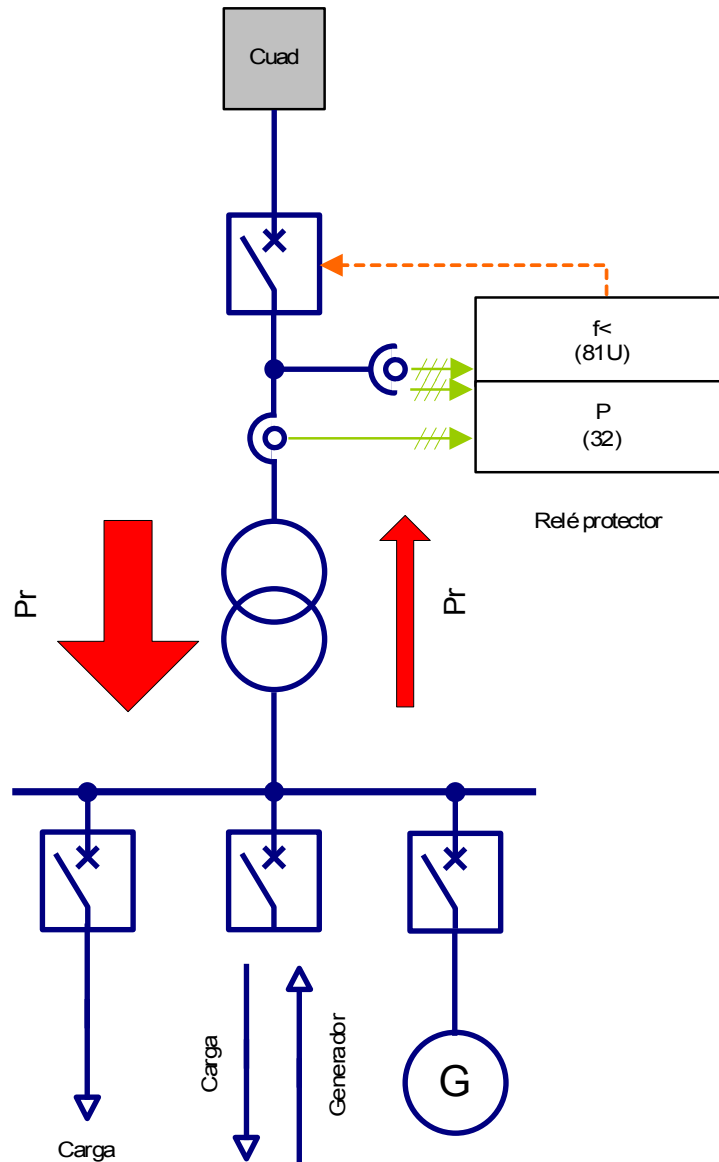 Cuad
f<
(81U)
P
(32)
Relé protector
Pr
Pr
Carga
Carga
Generador
G